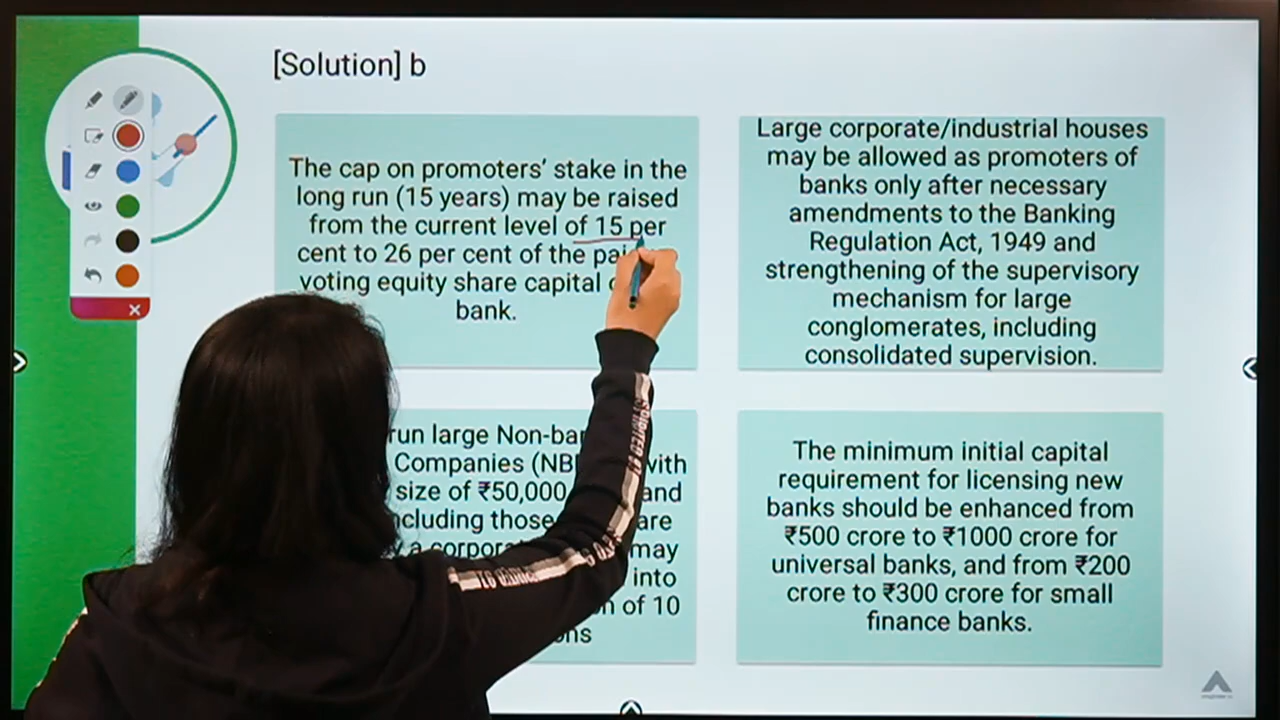 [Solution] b
The cap on promoters' stake in the
long run (15 years) may be raised
from the current level of 15 per
cent to 26 per cent of the
voting equity share capital
bank.
Large corporate/industrial houses
may be allowed as promoters of
banks only after necessary
amendments to the Banking
Regulation Act, 1949 and
strengthening of the supervisory
mechanism for large
conglomerates, including
consolidated supervision.
run large
Companies
size of ₹50,000 and
those are
a may
into
of 10
The minimum initial capital
requirement for licensing new
banks should be enhanced from
₹500 crore to ₹1000 crore for
universal banks, and from ₹200
crore to ₹300 crore for small
finance banks.